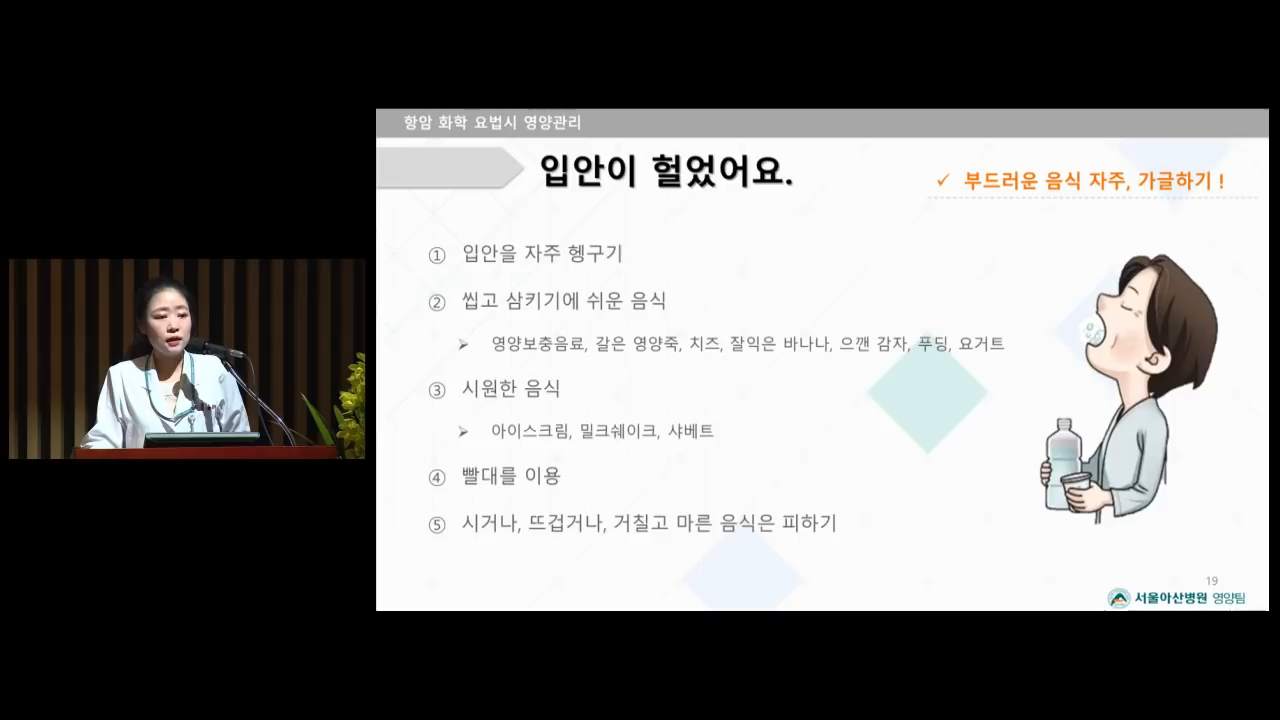 항암 화학 요법시 영양관리
입안이 헐었어요.
✓ 부드러운 음식 자주, 가글하기 !
① 입안을 자주 헹구기
② 씹고 삼키기에 쉬운 음식
➢ 영양보충음료, 갈은 영양죽, 치즈, 잘익은 바나나, 으깬 감자, 푸딩, 요거트
③ 시원한 음식
➢ 아이스크림, 밀크쉐이크, 샤베트
④ 빨대를 이용
⑤ 시거나, 뜨겁거나, 거칠고 마른 음식은 피하기
19
서울아산병원 영양팀